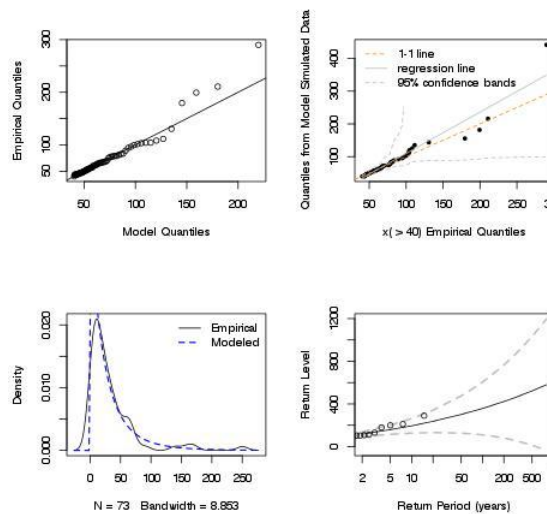 Empirical Quantiles
50
100
200
300
50
100
150
200
Model Quantiles
Quantiles from Model Simulated Data
100
200
300
400
1-1 line
regression line
95% confidence bands
50
100
150
200
x( > 40) Empirical Quantiles
Density
0.000
0.010
0.020
Empirical
Modeled
0
50
100
150
200
250
N = 73 Bandwidth = 8.853
Return Level
0
400
800
1200
2
5
10
50
500
Return Period (years)